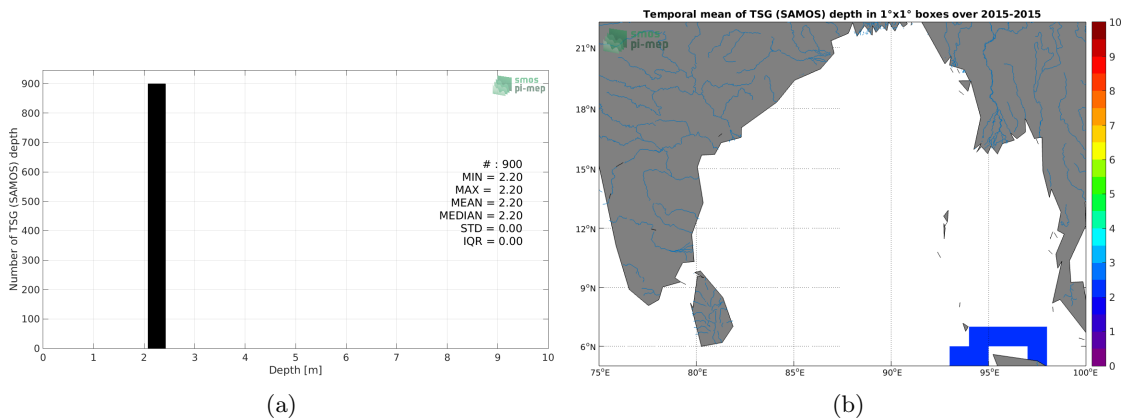 smos
pi-mep
Number of TSG (SAMOS) depth
900
800
700
600
500
400
300
200
100
0
# : 900
MIN = 2.20
MAX = 2.20
MEAN = 2.20
MEDIAN = 2.20
STD = 0.00
IQR = 0.00
0 1 2 3 4 5 6 7 8 9 10
Depth [m]
(a)
Temporal mean of TSG (SAMOS) depth in 1°x1° boxes over 2015-2015
smos
pi-mep
21°N
18°N
15°N
12°N
9°N
6°N
75°E 80°E 85°E 90°E 95°E 100°E
10
9
8
7
6
5
4
3
2
1
0
(b)